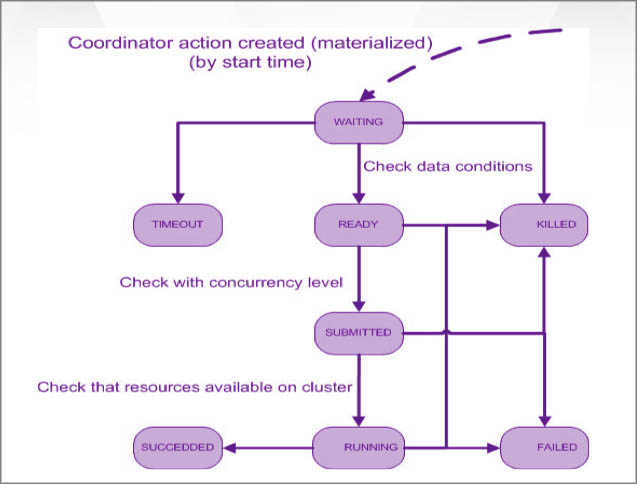 Coordinator action created (materialized)
(by start time)
WAITING
Check data conditions
TIMEOUT
READY
KILLED
Check with concurrency level
SUBMITTED
Check that resources available on cluster
SUCCEDDED
RUNNING
FAILED